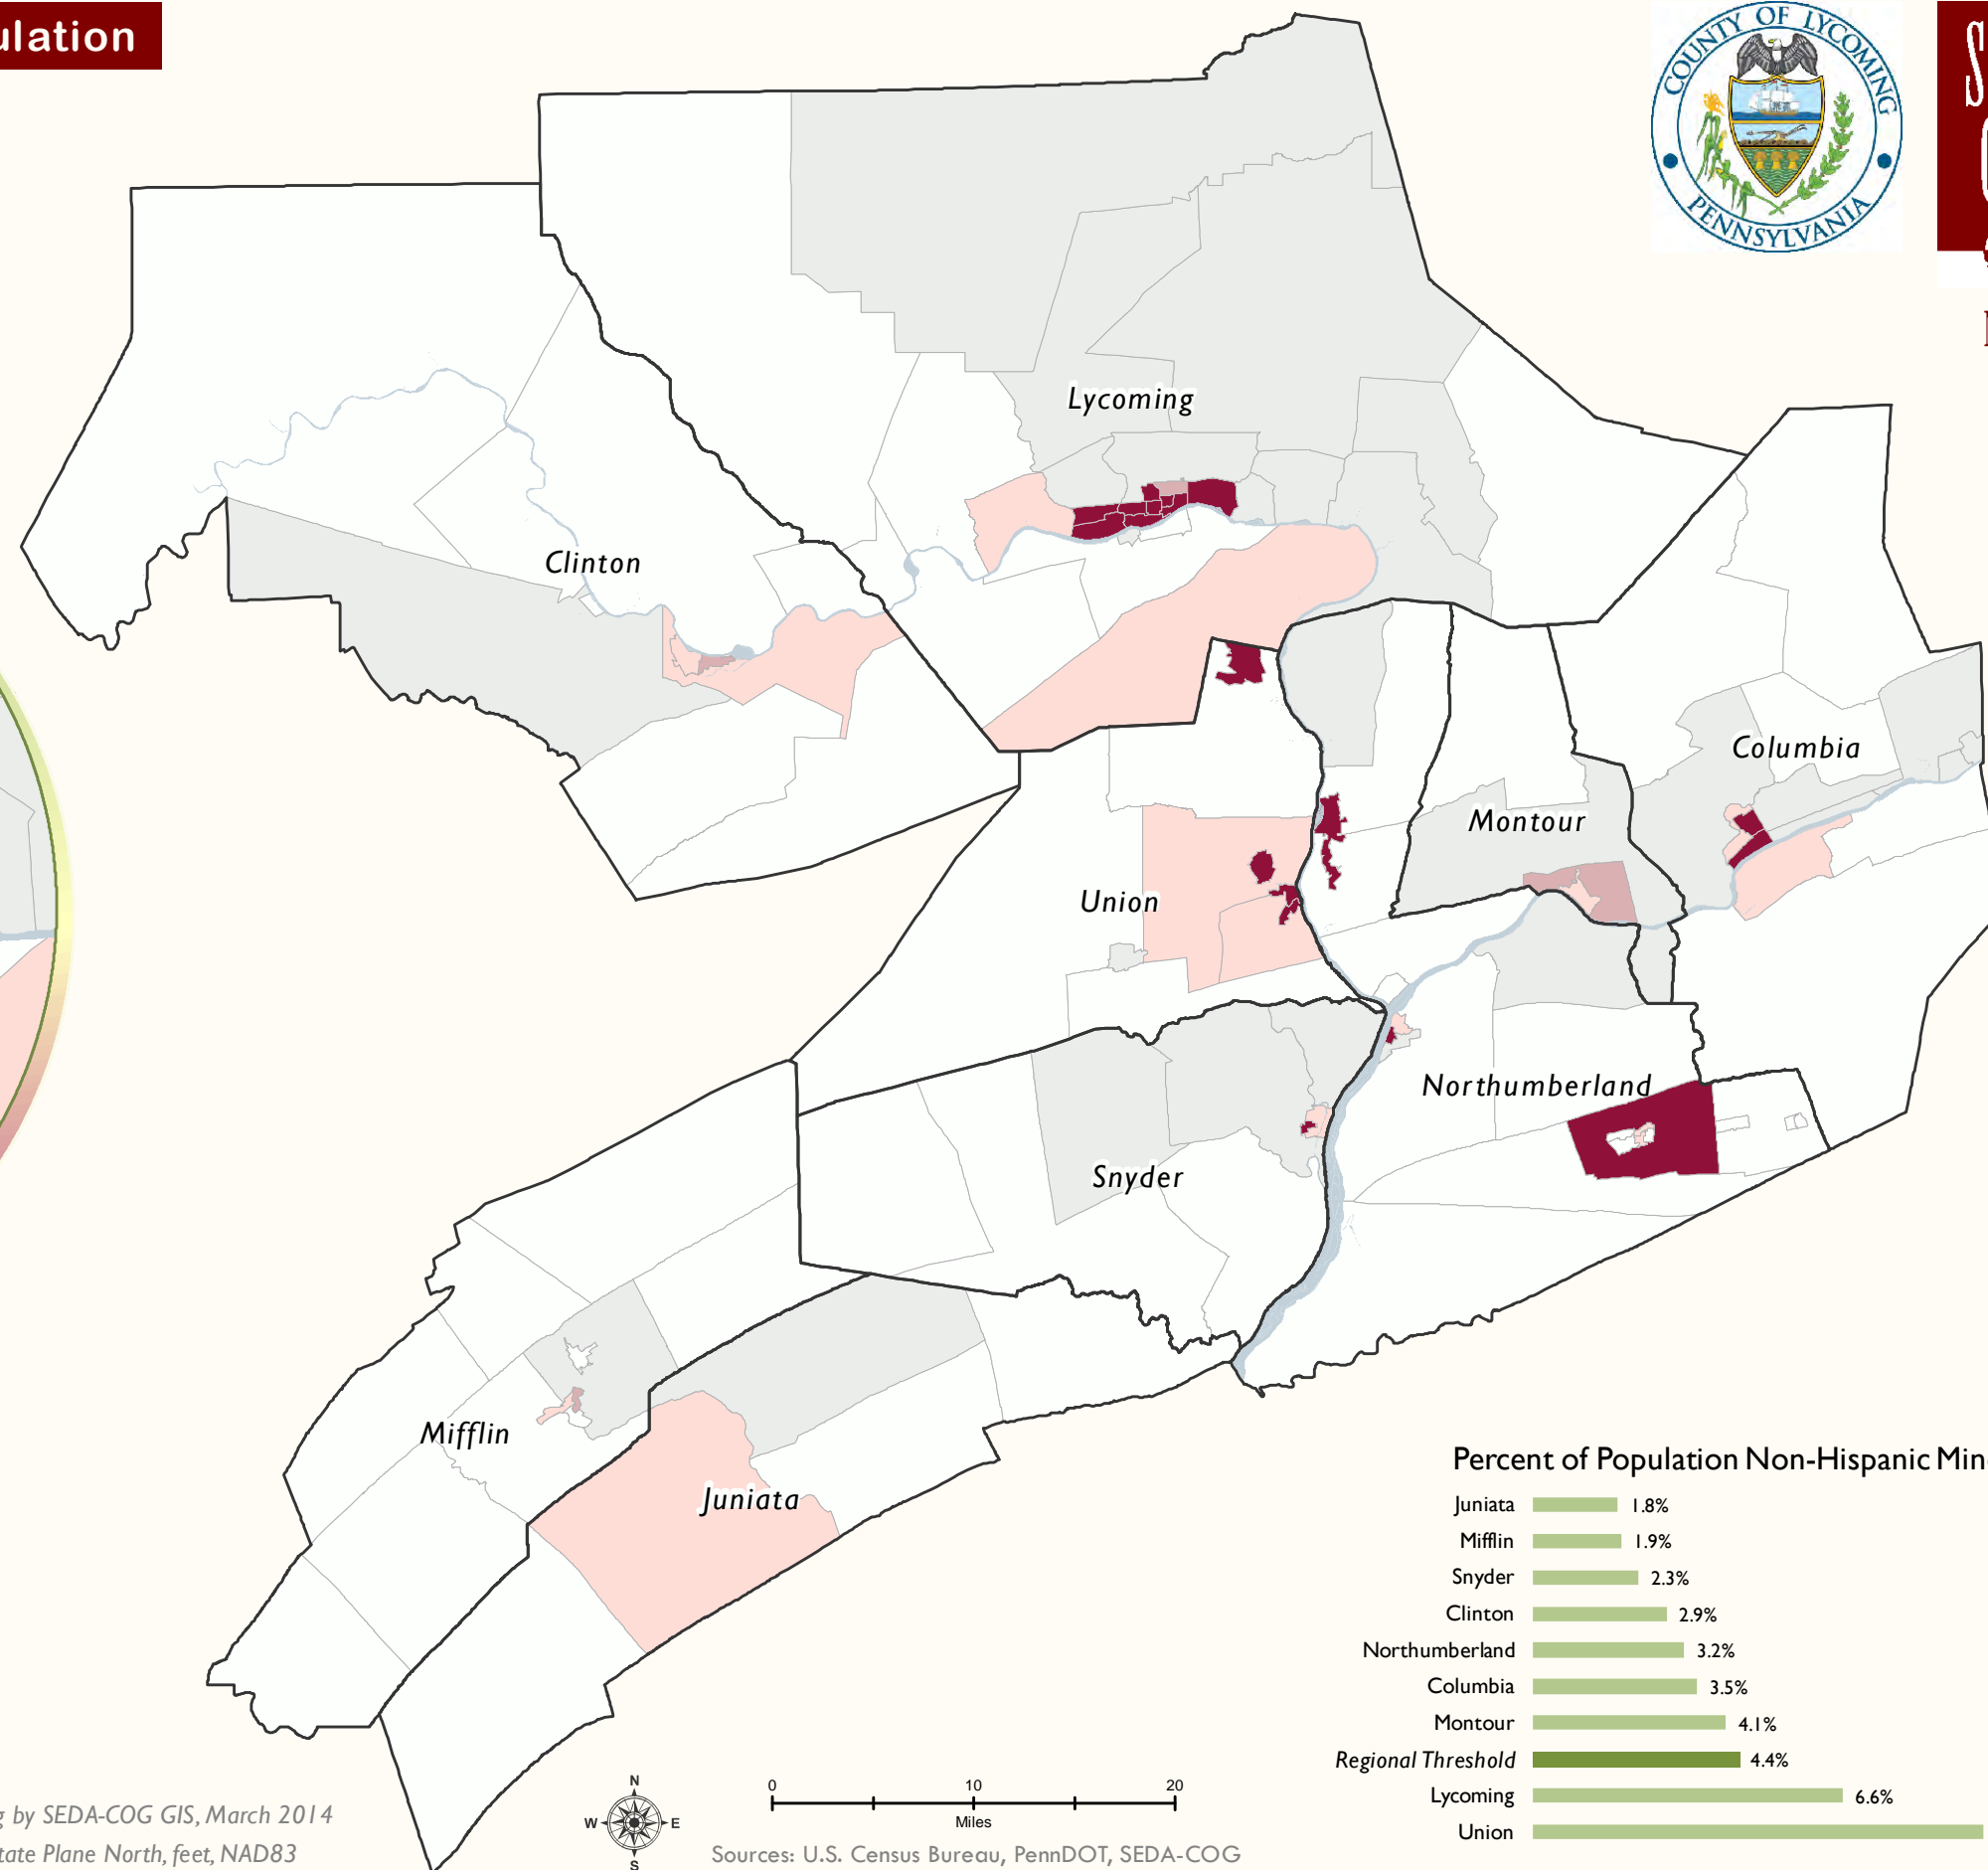 ulation
COUNTY OF LYCOMING
PENNSYLVANIA
S
Lycoming
Clinton
Columbia
Montour
Union
Northumberland
Snyder
Mifflin
Juniata
Percent of Population Non-Hispanic Min
Juniata 1.8%
Mifflin 1.9%
Snyder 2.3%
Clinton 2.9%
Northumberland 3.2%
Columbia 3.5%
Montour 4.1%
Regional Threshold 4.4%
Lycoming 6.6%
Union
N
W E
S
0 10 20
Miles
g by SEDA-COG GIS, March 2014
tate Plane North, feet, NAD83
Sources: U.S. Census Bureau, PennDOT, SEDA-COG